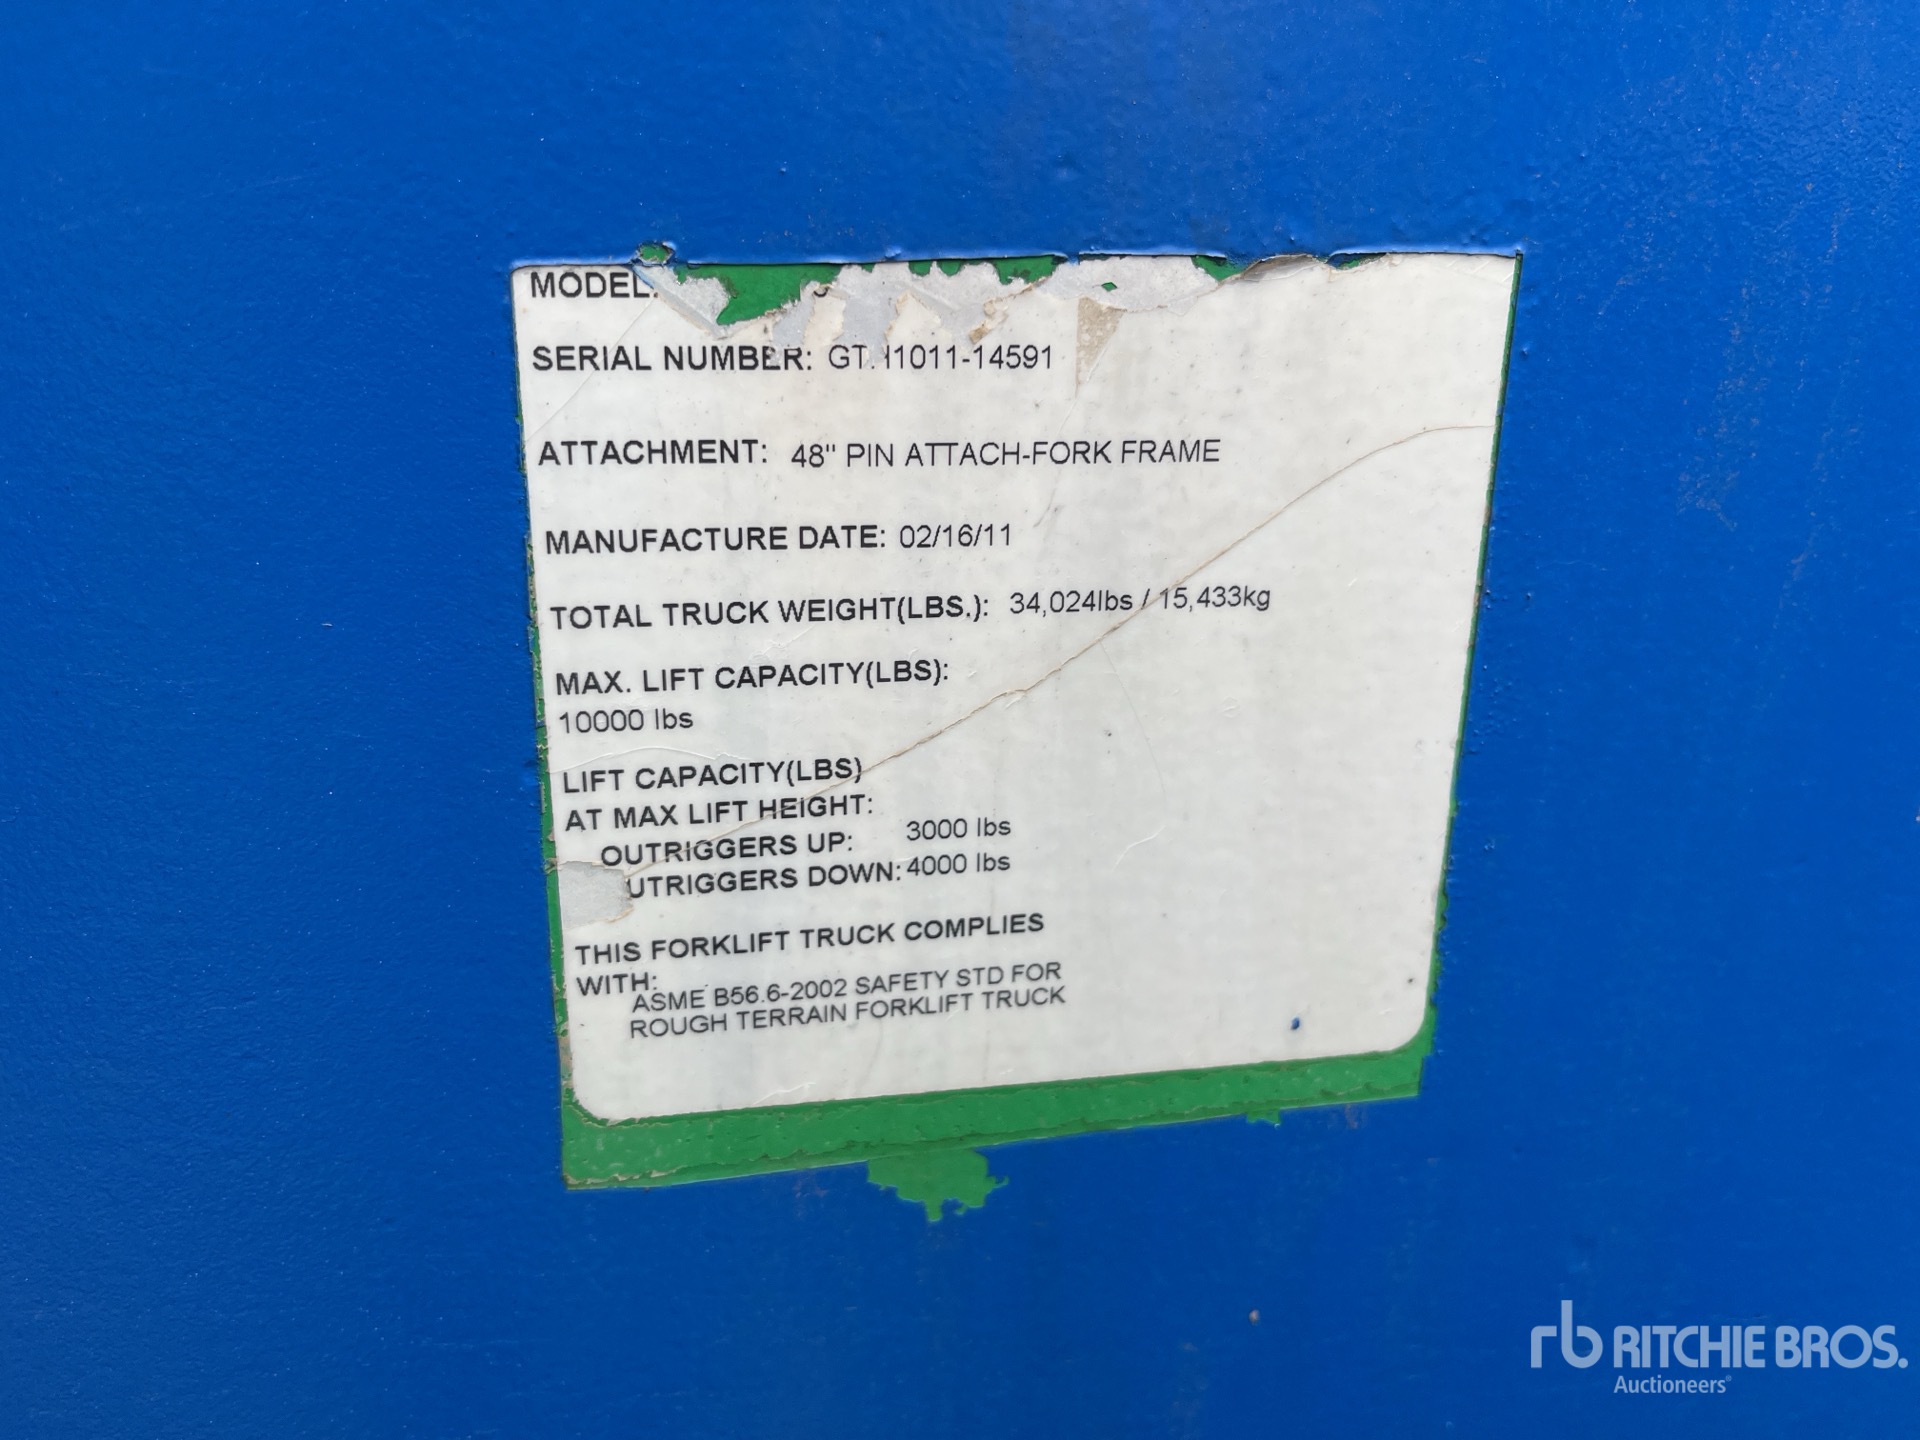 MODEL:
SERIAL NUMBER: GTH1011-14591
ATTACHMENT: 48" PIN ATTACH-FORK FRAME
MANUFACTURE DATE: 02/16/11
TOTAL TRUCK WEIGHT(LBS.): 34,024lbs / 15,433kg
MAX. LIFT CAPACITY(LBS):
10000 lbs
LIFT CAPACITY(LBS)
AT MAX LIFT HEIGHT:
OUTRIGGERS UP: 3000 lbs
UTRIGGERS DOWN: 4000 lbs
THIS FORKLIFT TRUCK COMPLIES
WITH:
ASME B56.6-2002 SAFETY STD FOR
ROUGH TERRAIN FORKLIFT TRUCK
rb RITCHIE BROS.
Auctioneers